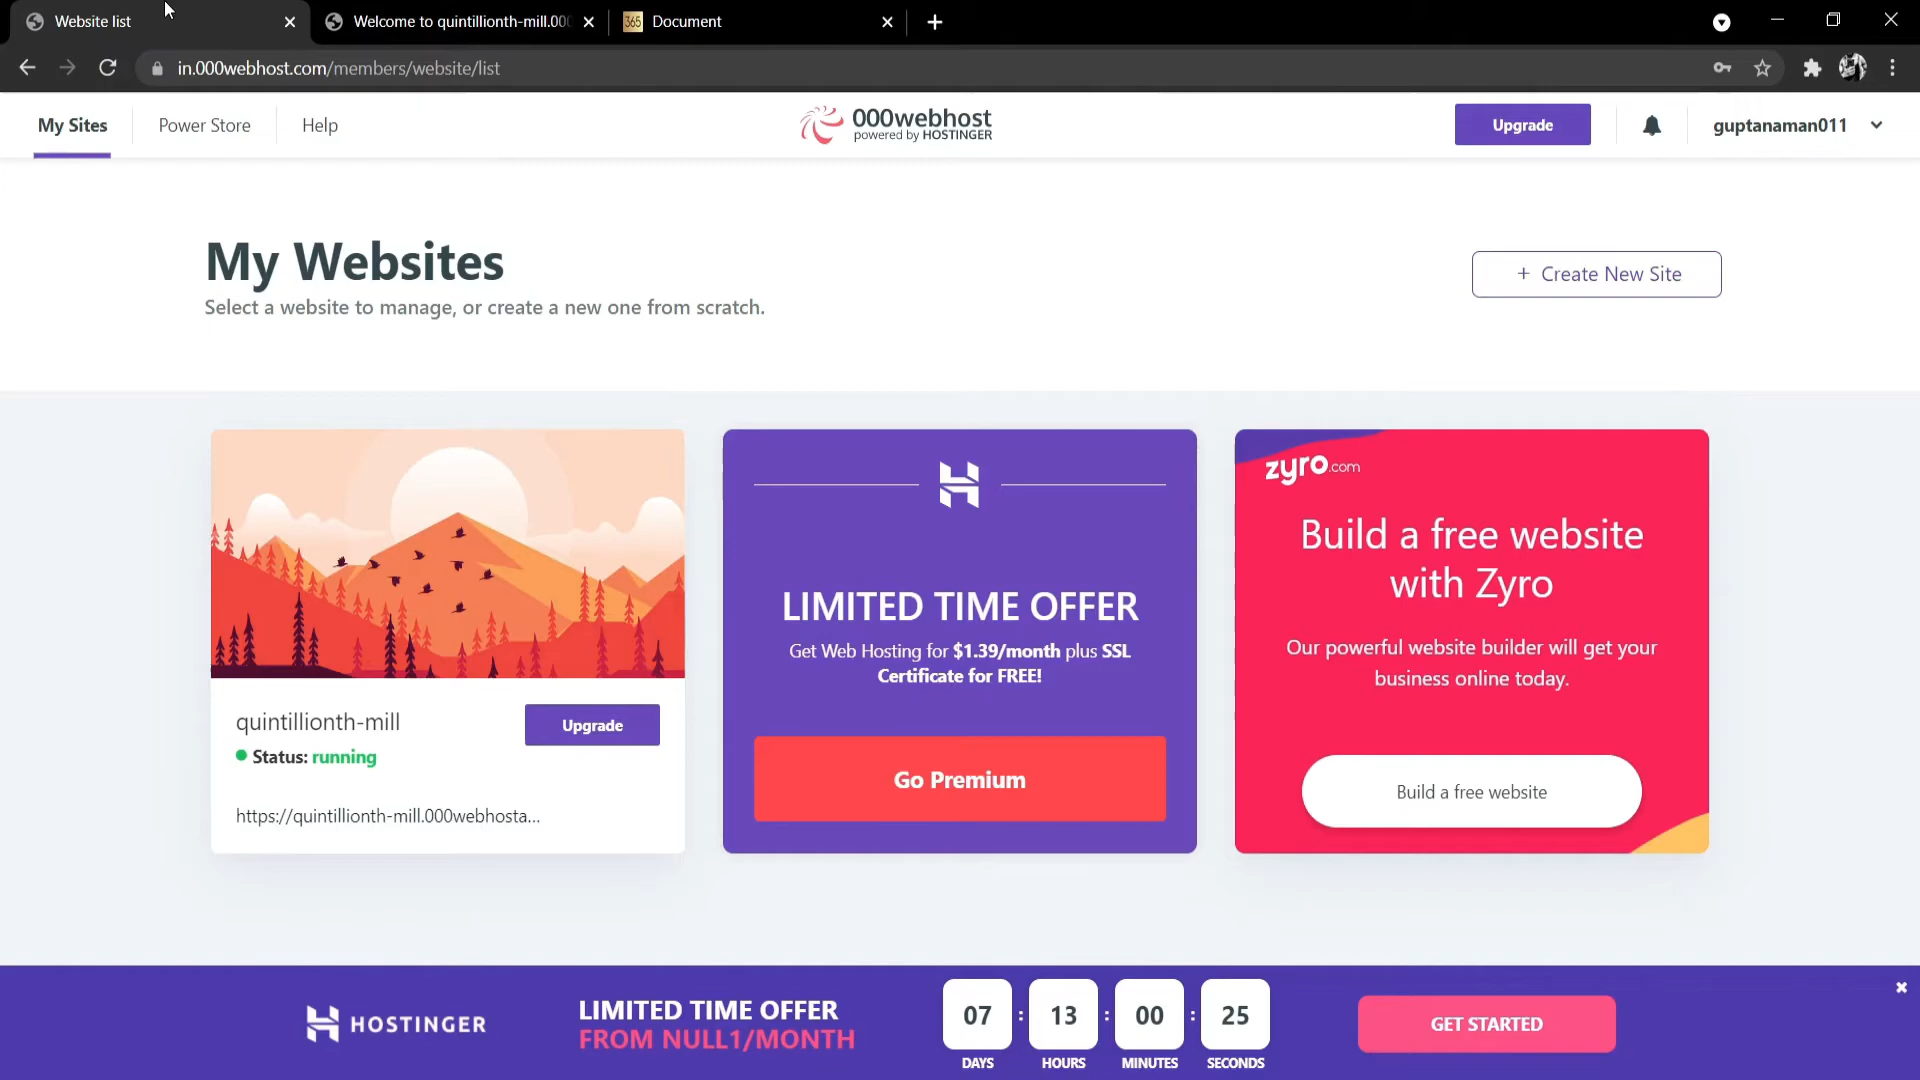 Website list
Welcome to quintillionth-mill.000
365
Document
in.000webhost.com/members/website/list
My Sites
Power Store
Help
000webhost
powered by HOSTINGER
Upgrade
guptanaman011
My Websites
Select a website to manage, or create a new one from scratch.
+ Create New Site
quintillionth-mill
Upgrade
Status: running
https://quintillionth-mill.000webhosta...
LIMITED TIME OFFER
Get Web Hosting for $1.39/month plus SSL
Certificate for FREE!
Go Premium
zyro.com
Build a free website
with Zyro
Our powerful website builder will get your
business online today.
Build a free website
HOSTINGER
LIMITED TIME OFFER
FROM NULL1/MONTH
07 : 13 : 00 : 25
DAYS HOURS MINUTES SECONDS
GET STARTED